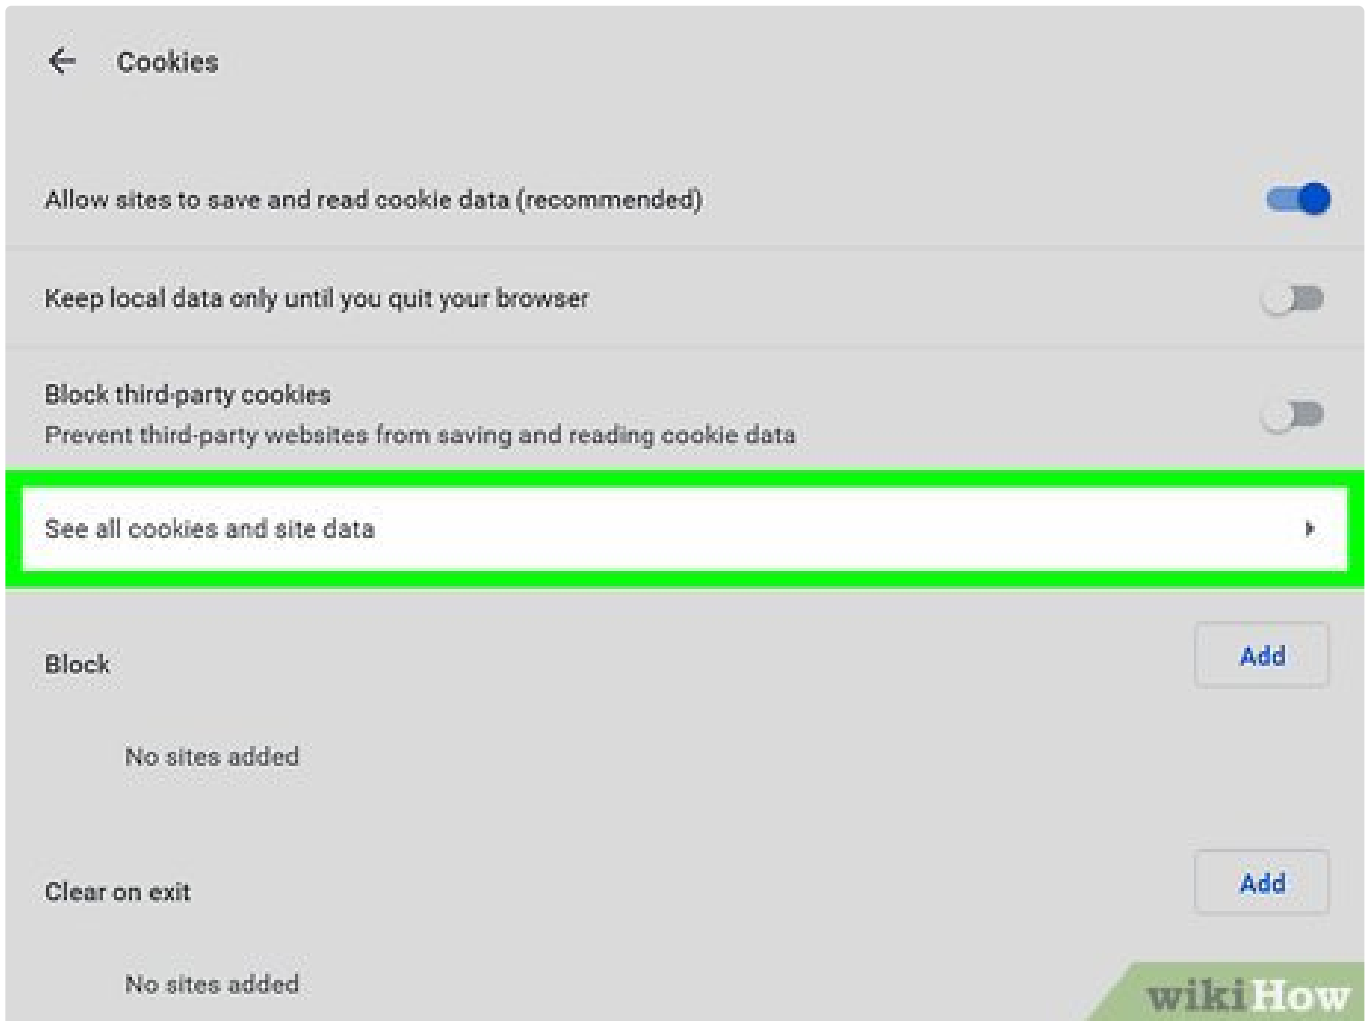 Cookies
Allow sites to save and read cookie data (recommended)
Keep local data only until you quit your browser
Block third-party cookies
Prevent third-party websites from saving and reading cookie data
See all cookies and site data
Block
Add
No sites added
Clear on exit
Add
No sites added
wikiHow